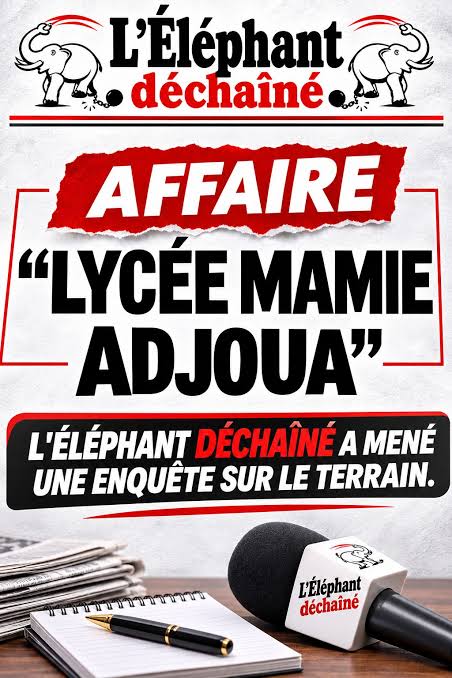 L'Éléphant
déchaîné
AFFAIRE
“LYCÉE MAMIE
ADJOUA”
L'ÉLÉPHANT DÉCHAÎNÉ A MENÉ
UNE ENQUÊTE SUR LE TERRAIN.
L'Éléphant
déchaîné